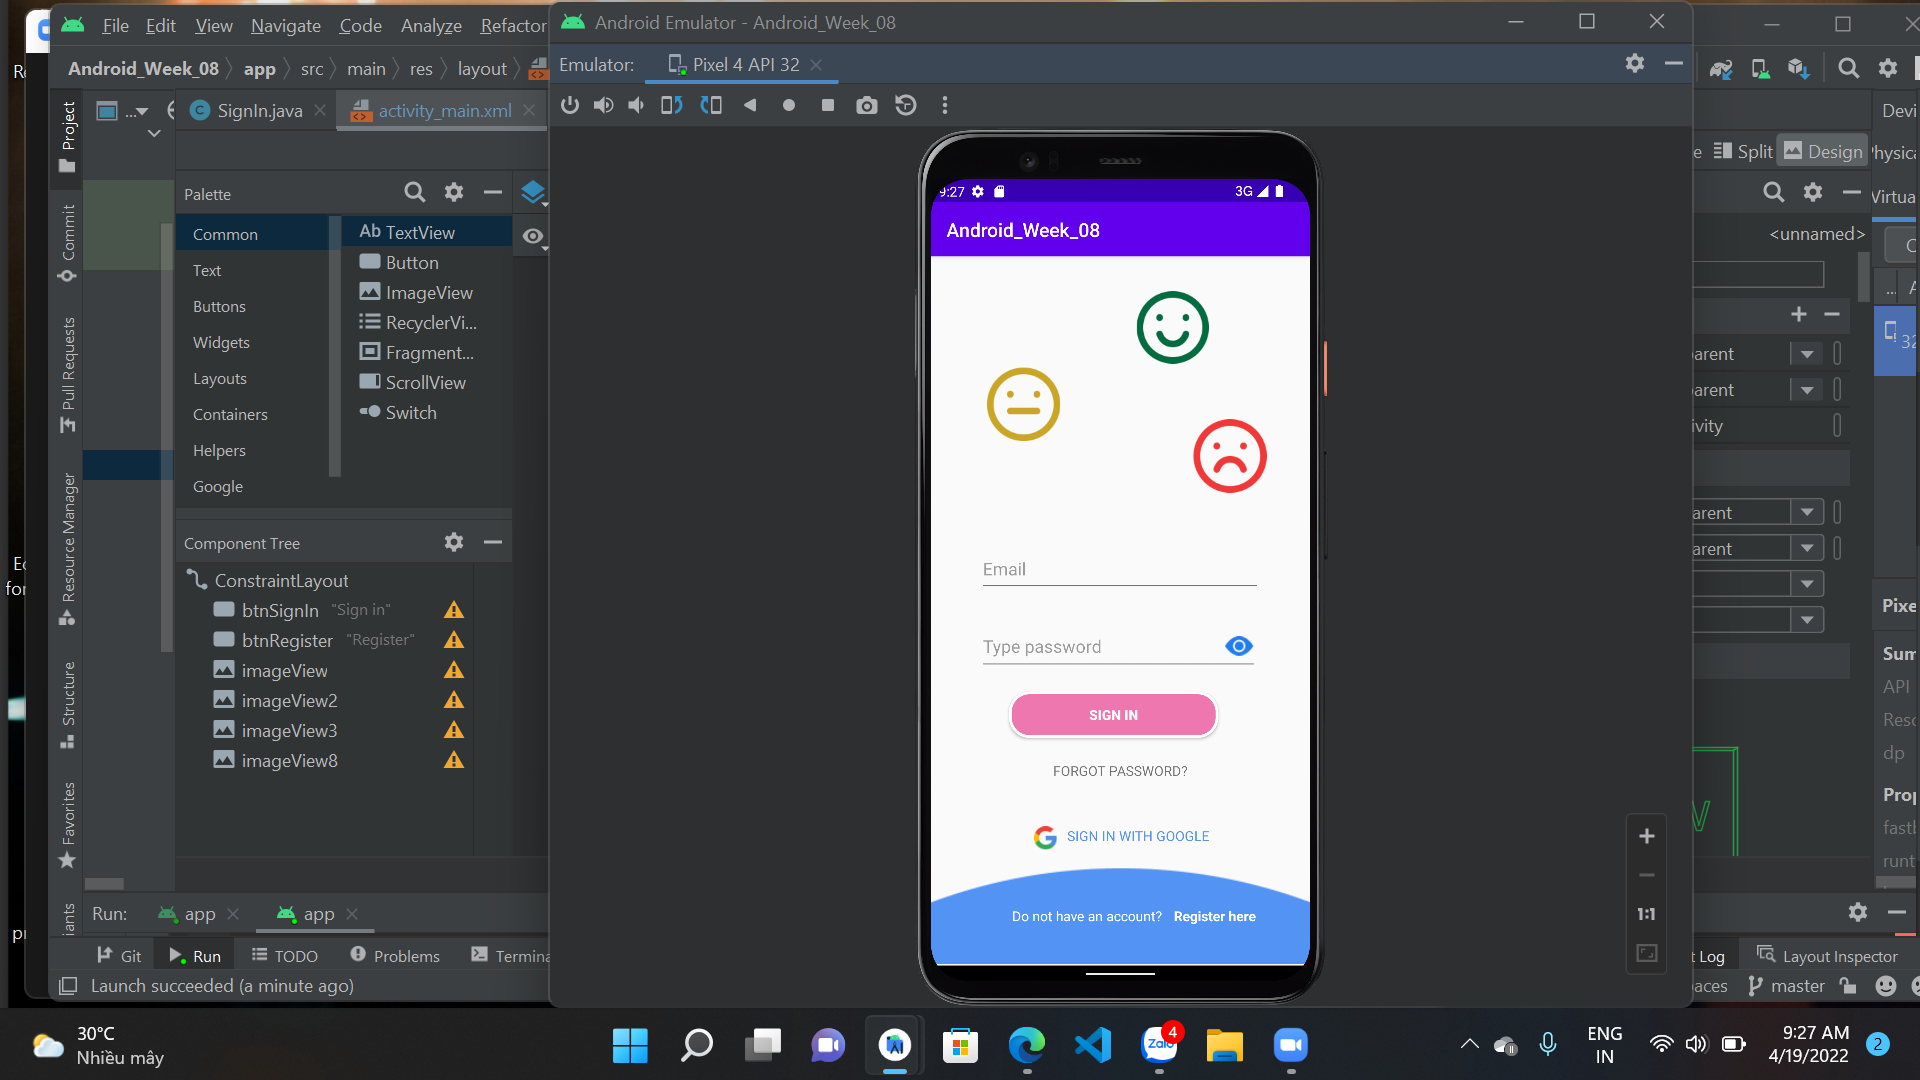 File Edit View Navigate Code Analyze Refactor
Android Emulator - Android_Week_08
Android_Week_08 app src main res layout
Emulator: Pixel 4 API 32
SignIn.java activity_main.xml
Project
Commit
Pull Requests
Resource Manager
Structure
Favorites
Palette
Common
Text
Buttons
Widgets
Layouts
Containers
Helpers
Google
Ab TextView
Button
ImageView
RecyclerVi...
Fragment...
ScrollView
Switch
Component Tree
ConstraintLayout
btnSignIn "Sign in"
btnRegister "Register"
imageView
imageView2
imageView3
imageView8
9:27 3G
Android_Week_08
Email
Type password
SIGN IN
FORGOT PASSWORD?
SIGN IN WITH GOOGLE
Do not have an account? Register here
1:1
Split Design
<unnamed>
arent
arent
ivity
arent
arent
Devi
Physica
Virtua
32
Pixe
Sum
API
Reso
dp
Prop
fastb
runt
Run: app app
Git Run TODO Problems Termina
t Log Layout Inspector
Launch succeeded (a minute ago)
paces master
30°C
Nhiều mây
Zalo
4
ENG
IN
9:27 AM
4/19/2022
2